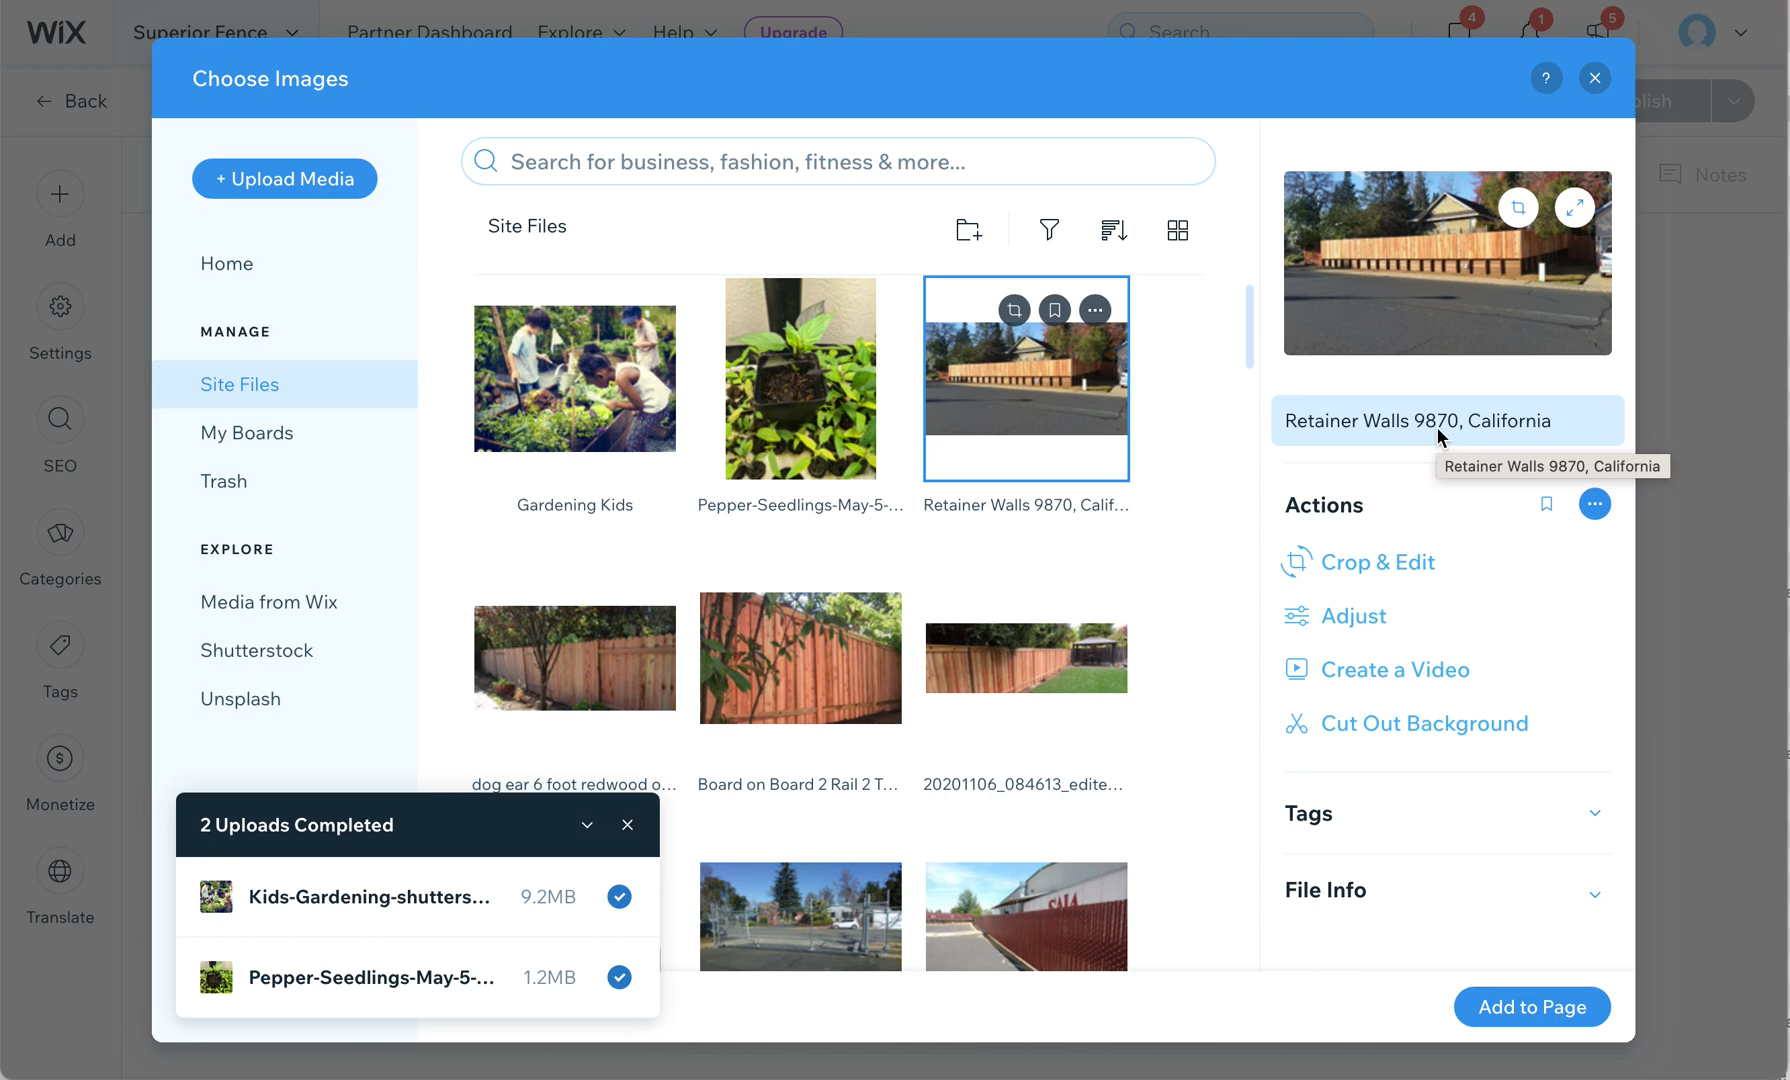 WiX
Superior Fence
Partner Dashboard
Explore
Help
Upgrade
Search...
4
1
5
Back
Choose Images
?
blish
+ Upload Media
Search for business, fashion, fitness & more...
Notes
Add
Settings
SEO
Categories
Tags
Monetize
Translate
Home
MANAGE
Site Files
My Boards
Trash
EXPLORE
Media from Wix
Shutterstock
Unsplash
Site Files
Gardening Kids
Pepper-Seedlings-May-5-...
Retainer Walls 9870, Calif...
dog ear 6 foot redwood o...
Board on Board 2 Rail 2 T...
20201106_084613_edite...
SAIA
2 Uploads Completed
Kids-Gardening-shutters... 9.2MB
Pepper-Seedlings-May-5-... 1.2MB
Retainer Walls 9870, California
Retainer Walls 9870, California
Actions
Crop & Edit
Adjust
Create a Video
Cut Out Background
Tags
File Info
Add to Page